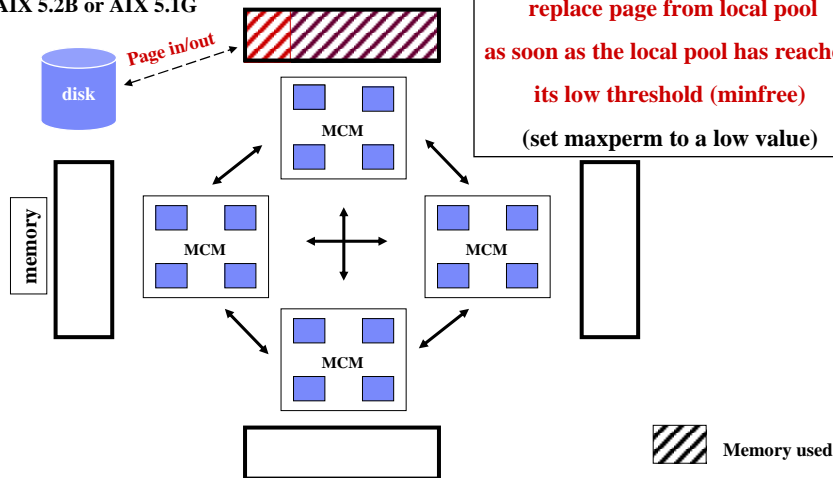 AIX 5.2B or AIX 5.1G
replace page from local pool
as soon as the local pool has reache
its low threshold (minfree)
(set maxperm to a low value)
Page in/out
disk
MCM
memory
MCM
MCM
MCM
Memory used